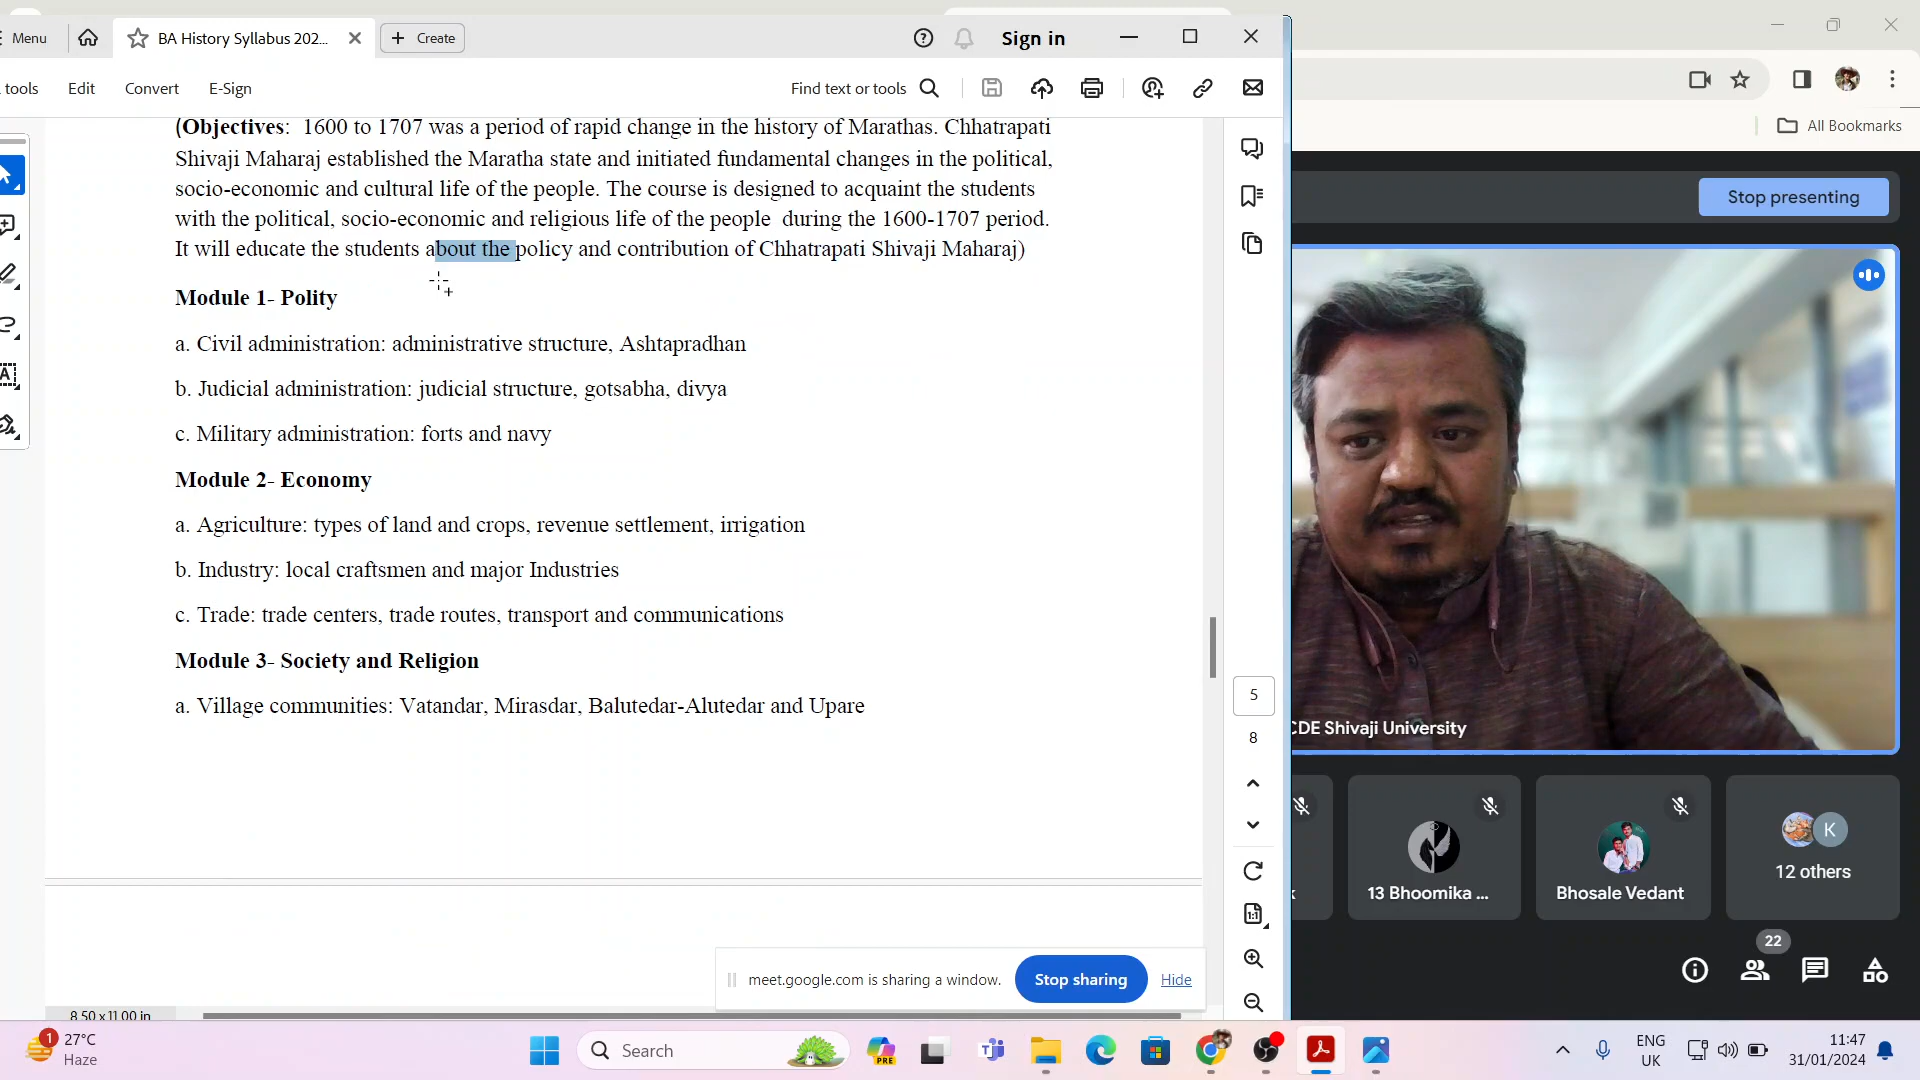 Menu
BA History Syllabus 202...
Create
Sign in
tools
Edit
Convert
E-Sign
Find text or tools
All Bookmarks
Stop presenting
(Objectives:  1600 to 1707 was a period of rapid change in the history of Marathas. Chhatrapati
Shivaji Maharaj established the Maratha state and initiated fundamental changes in the political,
socio-economic and cultural life of the people. The course is designed to acquaint the students
with the political, socio-economic and religious life of the people  during the 1600-1707 period.
It will educate the students about the policy and contribution of Chhatrapati Shivaji Maharaj)
Module 1- Polity
a. Civil administration: administrative structure, Ashtapradhan
b. Judicial administration: judicial structure, gotsabha, divya
c. Military administration: forts and navy
Module 2- Economy
a. Agriculture: types of land and crops, revenue settlement, irrigation
b. Industry: local craftsmen and major Industries
c. Trade: trade centers, trade routes, transport and communications
Module 3- Society and Religion
a. Village communities: Vatandar, Mirasdar, Balutedar-Alutedar and Upare
5
8
1:1
CDE Shivaji University
k
13 Bhoomika ...
Bhosale Vedant
K
12 others
22
meet.google.com is sharing a window.
Stop sharing
Hide
8.50 x 11.00 in
1
27°C
Haze
Search
PRE
ENG
UK
11:47
31/01/2024